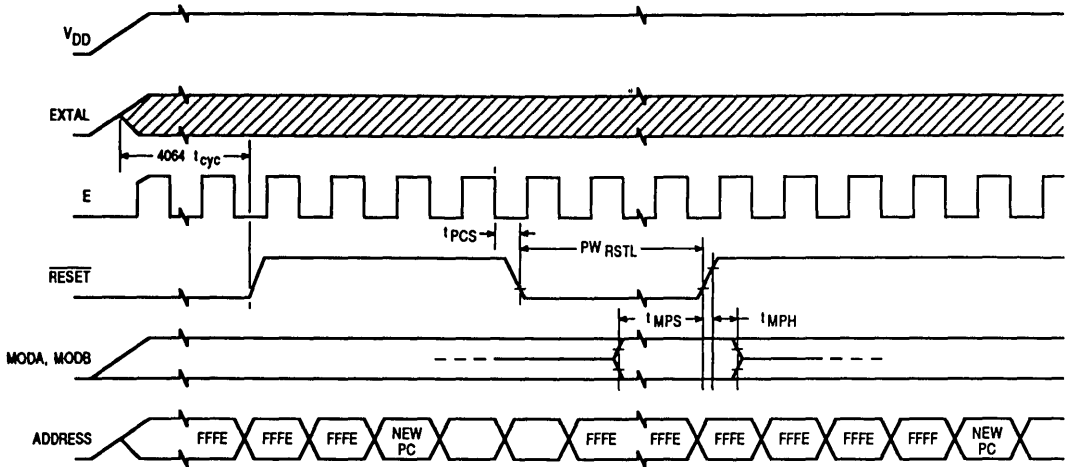 VDD
EXTAL
4064 tcyc
E
tPCS
PWRSTL
RESET
tMPS
tMPH
MODA, MODB
ADDRESS
FFFE
FFFE
FFFE
NEW
PC
FFFE
FFFE
FFFE
FFFE
FFFE
FFFF
NEW
PC